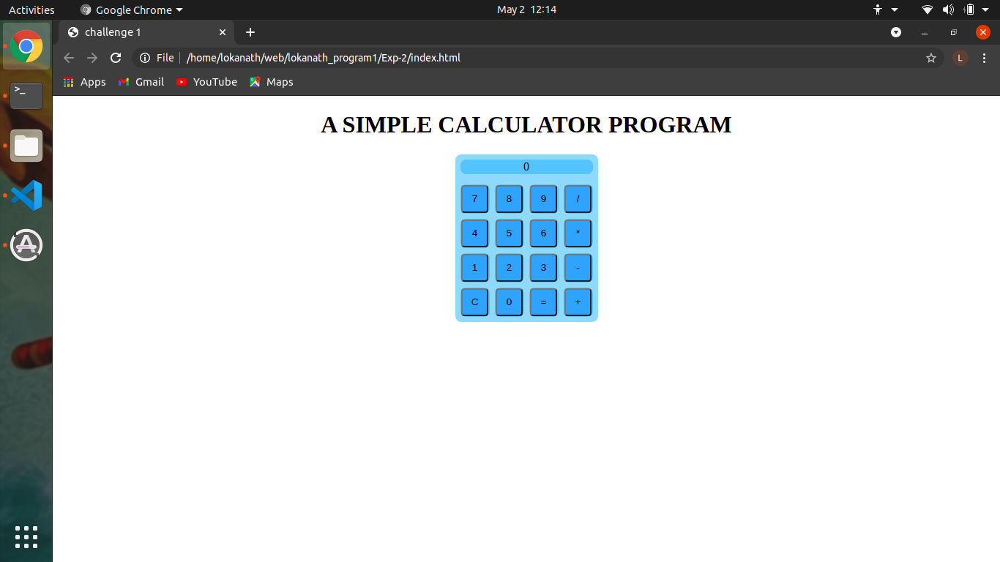 Activities Google Chrome May 2 12:14
challenge 1
File /home/lokanath/web/lokanath_program1/Exp-2/index.html L
Apps Gmail YouTube Maps
>_
A SIMPLE CALCULATOR PROGRAM
0
7 8 9 /
4 5 6 *
1 2 3 -
C 0 = +